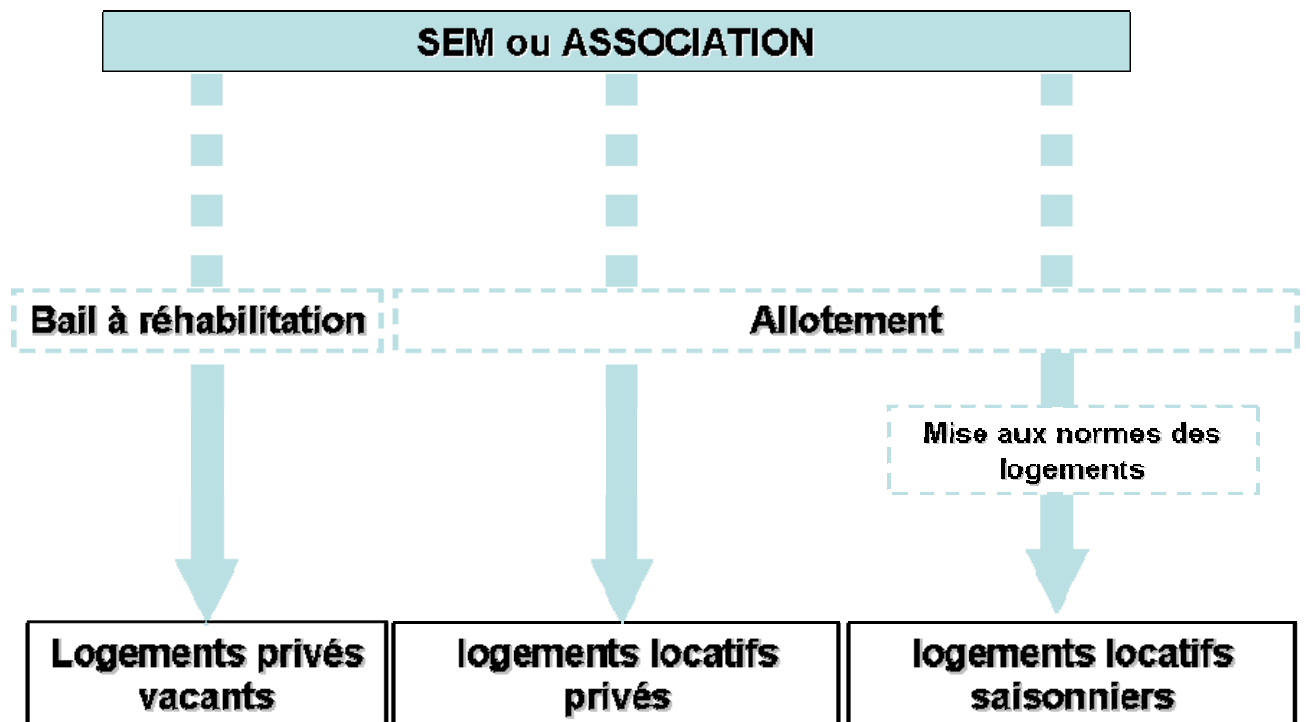 SEM ou ASSOCIATION
Bail à réhabilitation
Allotement
Mise aux normes des
logements
Logements privés
vacants
logements locatifs
privés
logements locatifs
saisonniers